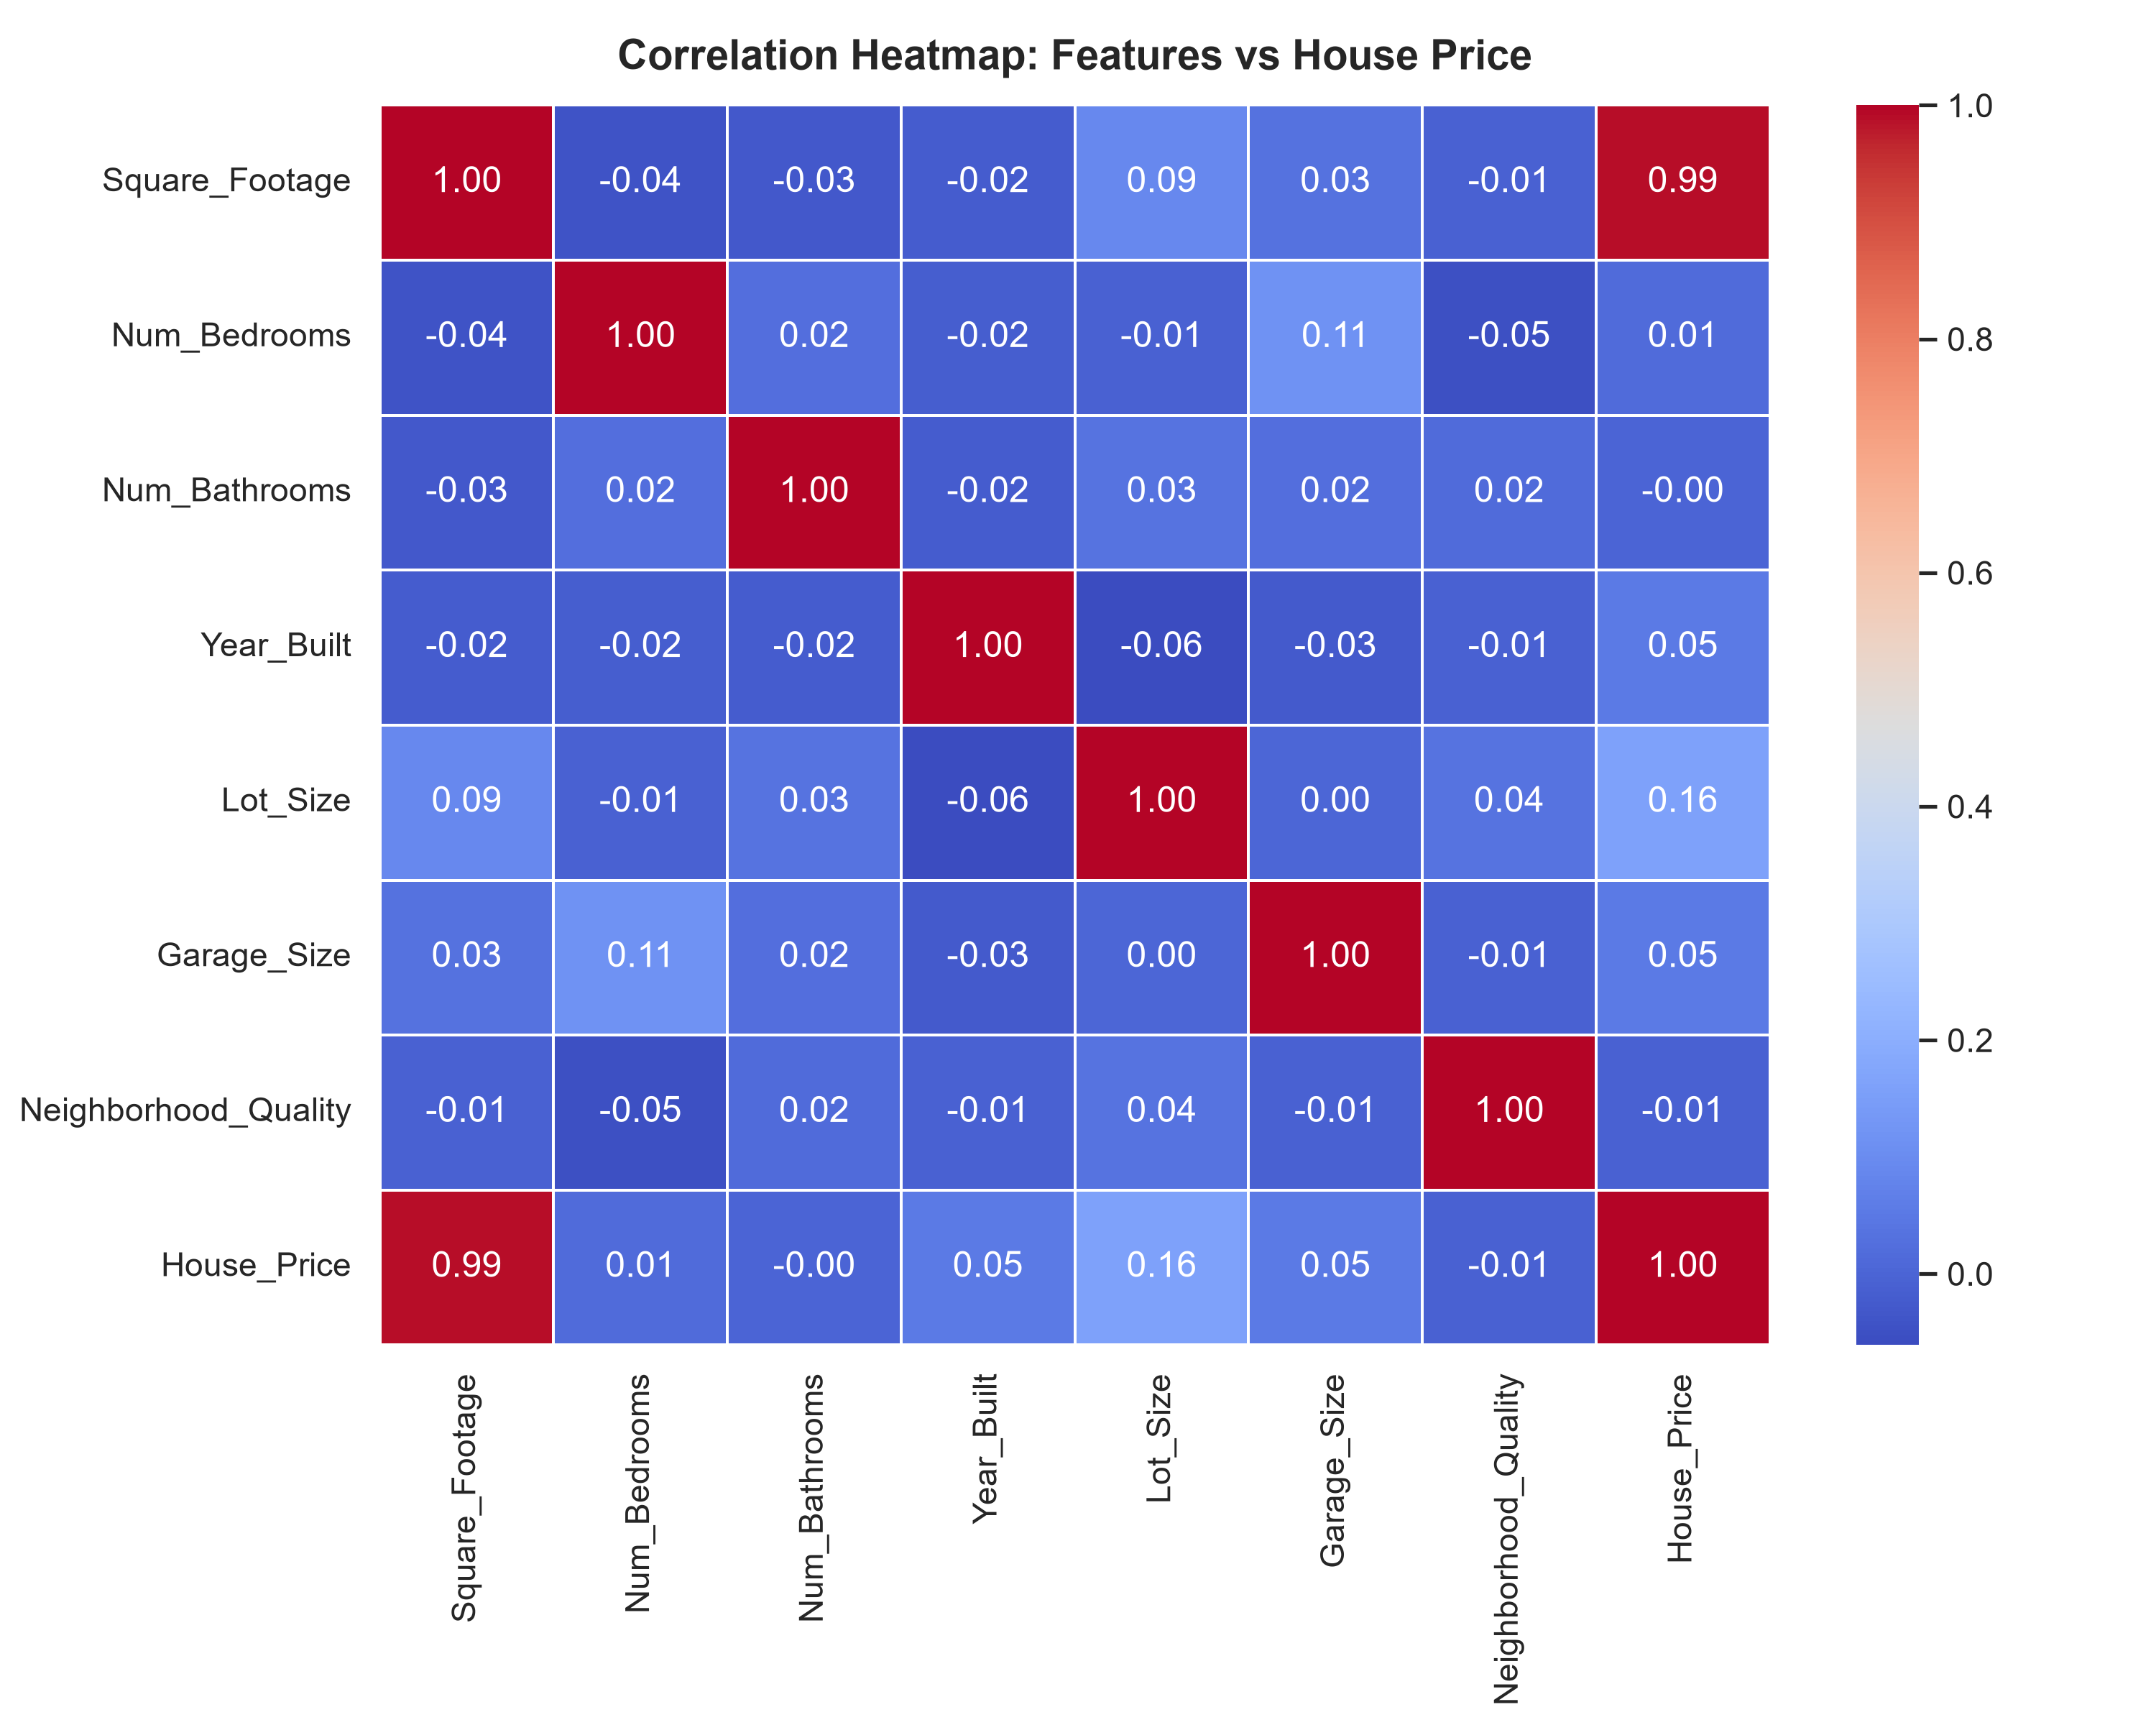 Correlation Heatmap: Features vs House Price
Square_Footage 1.00 -0.04 -0.03 -0.02 0.09 0.03 -0.01 0.99
Num_Bedrooms -0.04 1.00 0.02 -0.02 -0.01 0.11 -0.05 0.01
Num_Bathrooms -0.03 0.02 1.00 -0.02 0.03 0.02 0.02 -0.00
Year_Built -0.02 -0.02 -0.02 1.00 -0.06 -0.03 -0.01 0.05
Lot_Size 0.09 -0.01 0.03 -0.06 1.00 0.00 0.04 0.16
Garage_Size 0.03 0.11 0.02 -0.03 0.00 1.00 -0.01 0.05
Neighborhood_Quality -0.01 -0.05 0.02 -0.01 0.04 -0.01 1.00 -0.01
House_Price 0.99 0.01 -0.00 0.05 0.16 0.05 -0.01 1.00
Square_Footage
Num_Bedrooms
Num_Bathrooms
Year_Built
Lot_Size
Garage_Size
Neighborhood_Quality
House_Price
1.0
0.8
0.6
0.4
0.2
0.0